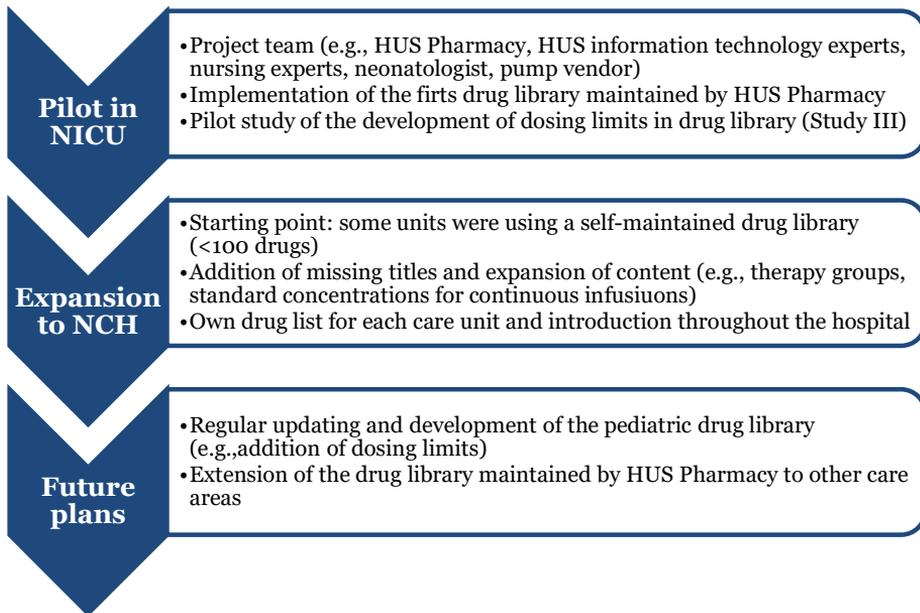 Pilot in
NICU
•Project team (e.g., HUS Pharmacy, HUS information technology experts,
nursing experts, neonatologist, pump vendor)
•Implementation of the firts drug library maintained by HUS Pharmacy
•Pilot study of the development of dosing limits in drug library (Study III)
Expansion
to NCH
•Starting point: some units were using a self-maintained drug library
(<100 drugs)
•Addition of missing titles and expansion of content (e.g., therapy groups,
standard concentrations for continuous infusiuons)
•Own drug list for each care unit and introduction throughout the hospital
Future
plans
•Regular updating and development of the pediatric drug library
(e.g.,addition of dosing limits)
•Extension of the drug library maintained by HUS Pharmacy to other care
areas